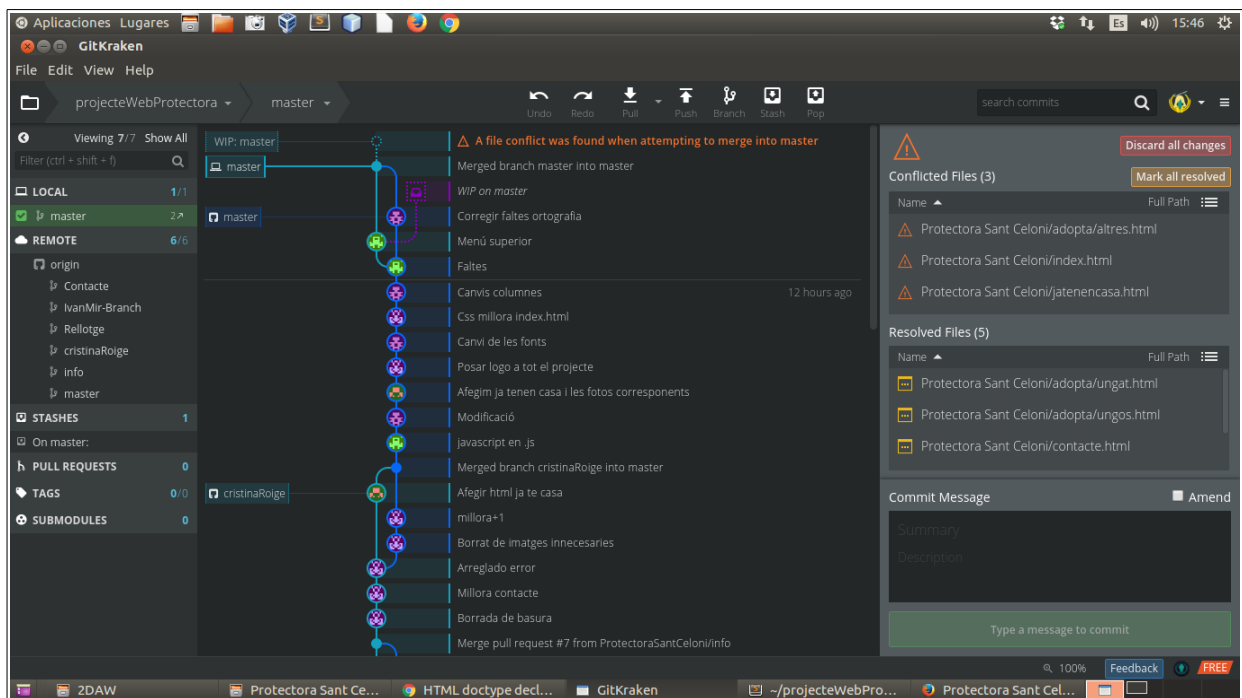 Aplicaciones Lugares Es 15:46
GitKraken
File Edit View Help
projecteWebProtectora master Undo Redo Pull Push Branch Stash Pop search commits
Viewing 7/7 Show All
Filter (ctrl + shift + f)
LOCAL 1/1
master 2
REMOTE 6/6
origin
Contacte
IvanMir-Branch
Rellotge
cristinaRoige
info
master
STASHES 1
On master:
PULL REQUESTS 0
TAGS 0/0
SUBMODULES 0
WIP: master A file conflict was found when attempting to merge into master
master Merged branch master into master
WIP on master
master Corregir faltes ortografia
Menú superior
Faltes
Canvis columnes 12 hours ago
Css millora index.html
Canvi de les fonts
Posar logo a tot el projecte
Afegim ja tenen casa i les fotos corresponents
Modificació
javascript en .js
Merged branch cristinaRoige into master
cristinaRoige Afegir html ja te casa
millora+1
Borrat de imatges innecesaries
Arreglado error
Millora contacte
Borrada de basura
Merge pull request #7 from ProtectoraSantCeloni/info
Discard all changes
Conflicted Files (3) Mark all resolved
Name Full Path
Protectora Sant Celoni/adopta/altres.html
Protectora Sant Celoni/index.html
Protectora Sant Celoni/jatenencasa.html
Resolved Files (5)
Name Full Path
Protectora Sant Celoni/adopta/ungat.html
Protectora Sant Celoni/adopta/ungos.html
Protectora Sant Celoni/contacte.html
Commit Message Amend
Summary
Description
Type a message to commit
100% Feedback FREE
2DAW Protectora Sant Ce... HTML doctype decl... GitKraken ~/projecteWebPro... Protectora Sant Cel...